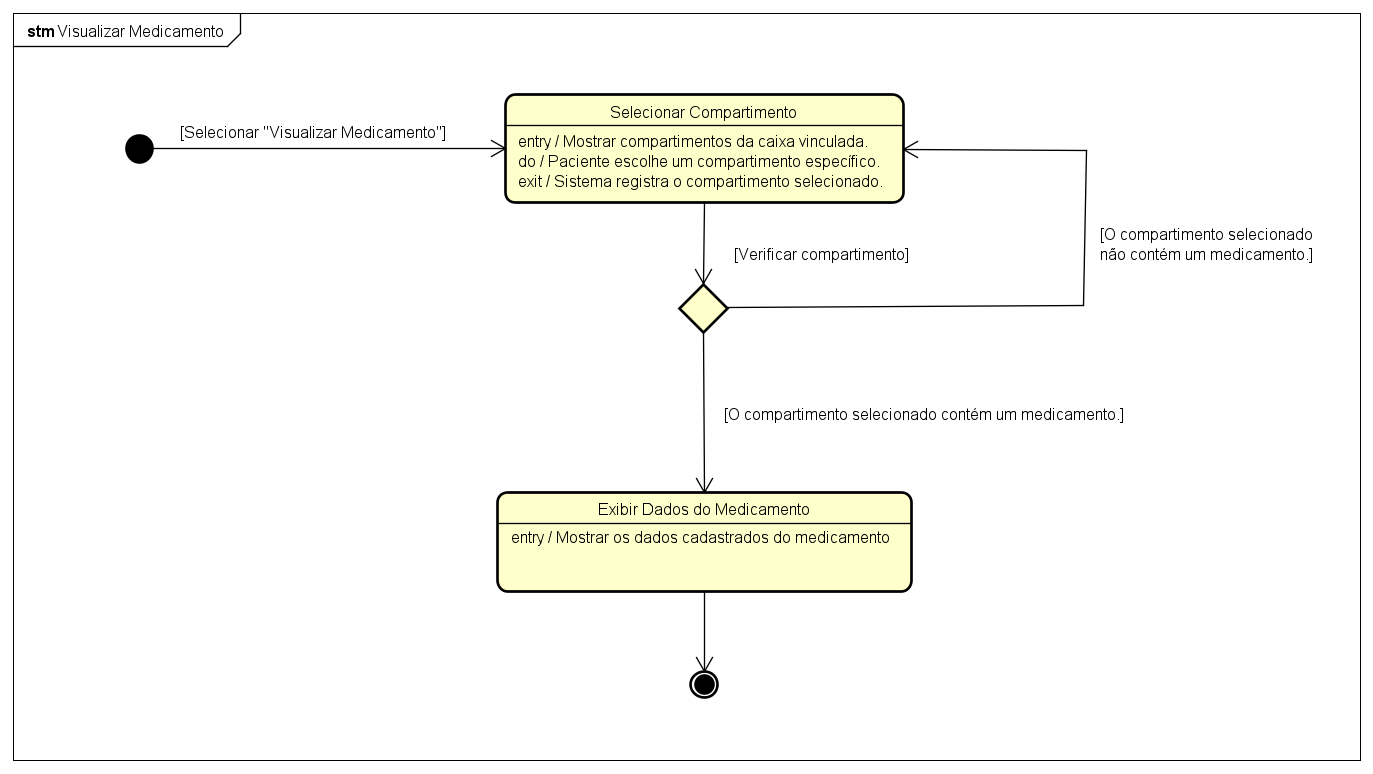 stm Visualizar Medicamento
[Selecionar "Visualizar Medicamento"]
Selecionar Compartimento
entry / Mostrar compartimentos da caixa vinculada.
do / Paciente escolhe um compartimento específico.
exit / Sistema registra o compartimento selecionado.
[Verificar compartimento]
[O compartimento selecionado
não contém um medicamento.]
[O compartimento selecionado contém um medicamento.]
Exibir Dados do Medicamento
entry / Mostrar os dados cadastrados do medicamento